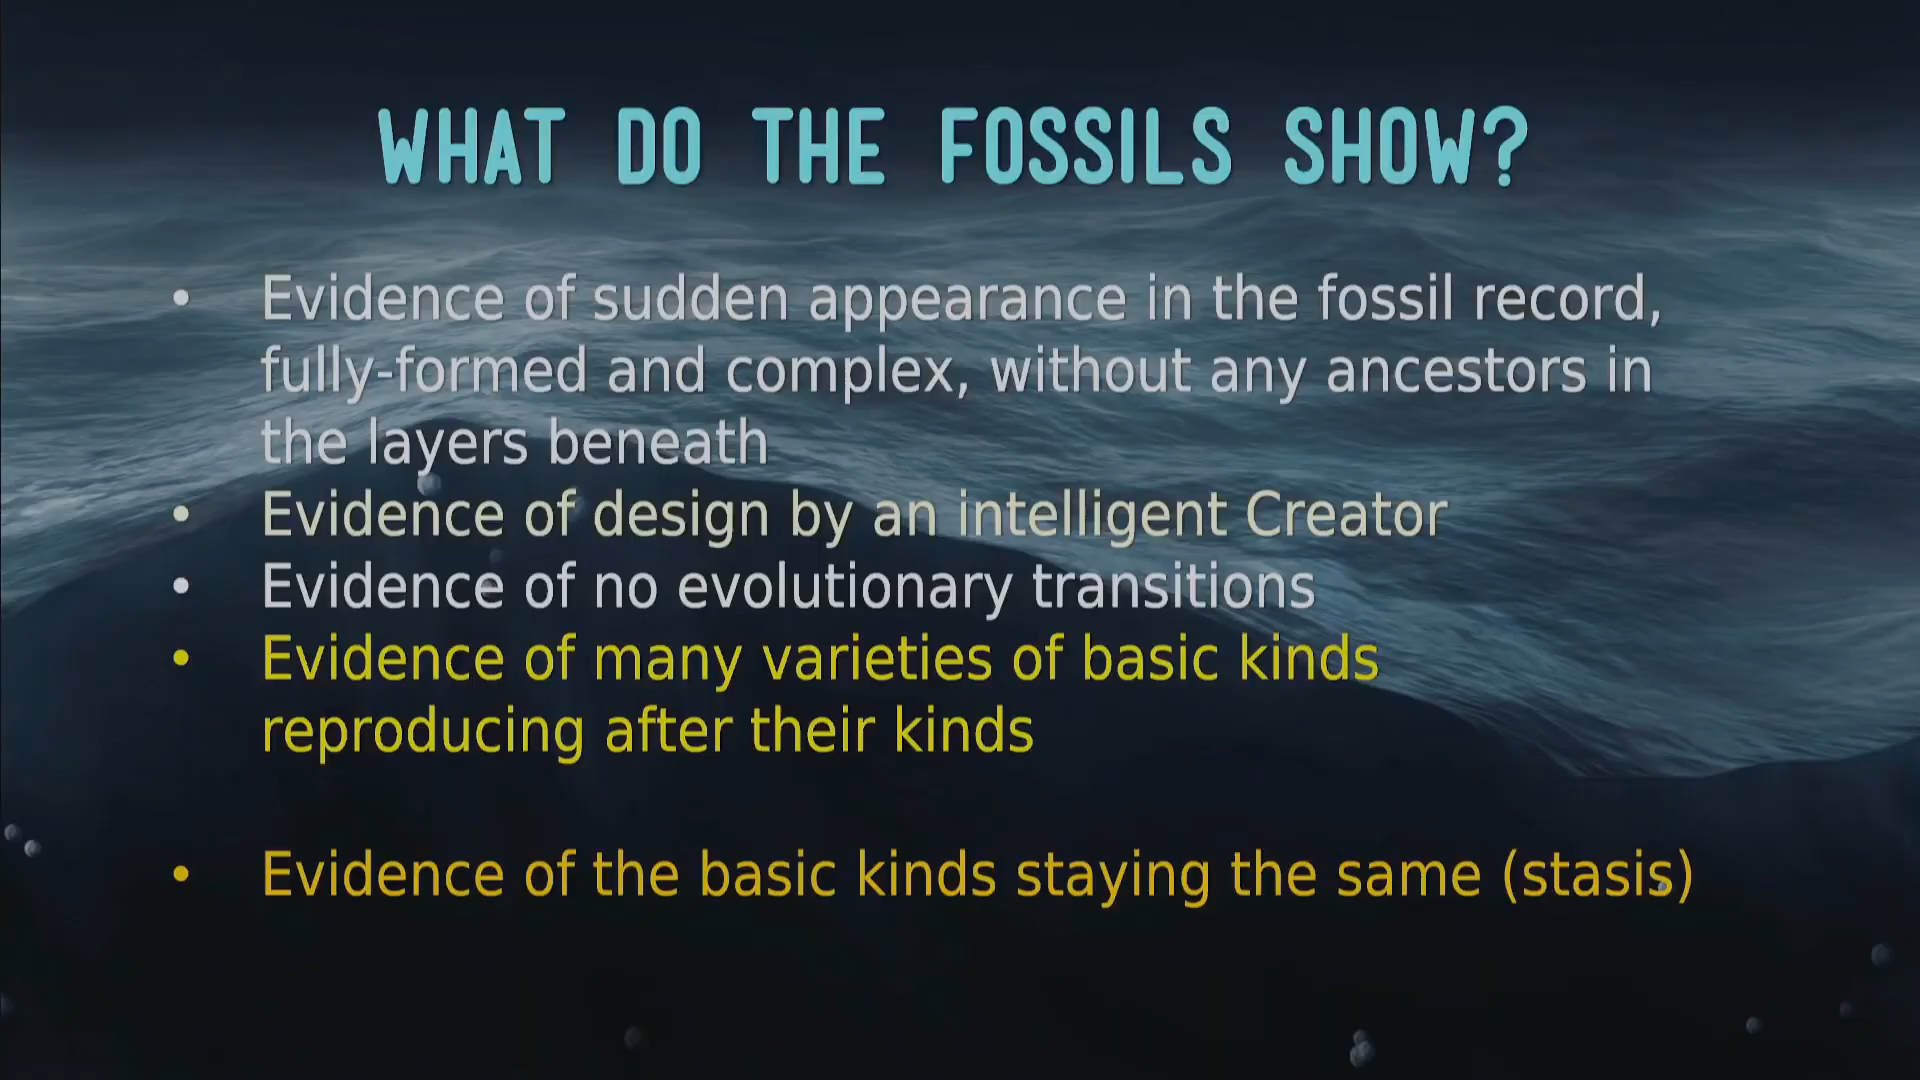 WHAT DO THE FOSSILS SHOW?
• Evidence of sudden appearance in the fossil record,
fully-formed and complex, without any ancestors in
the layers beneath
• Evidence of design by an intelligent Creator
• Evidence of no evolutionary transitions
• Evidence of many varieties of basic kinds
reproducing after their kinds
• Evidence of the basic kinds staying the same (stasis)